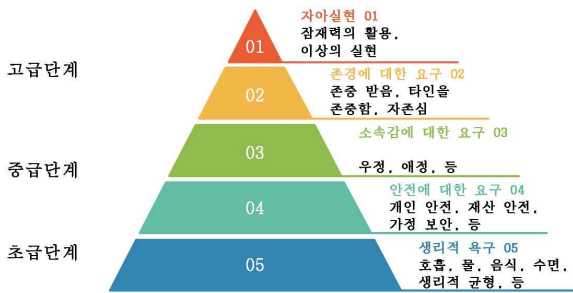 자아실현 01
잠재력의 활용,
이상의 실현
01
고급단계
존경에 대한 요구 02
존중 받음, 타인을
존중함, 자존심
02
소속감에 대한 요구 03
우정, 애정, 등
03
중급단계
안전에 대한 요구 04
개인 안전, 재산 안전,
가정 보안, 등
04
초급단계
생리적 욕구 05
호흡, 물, 음식, 수면,
생리적 균형, 등
05